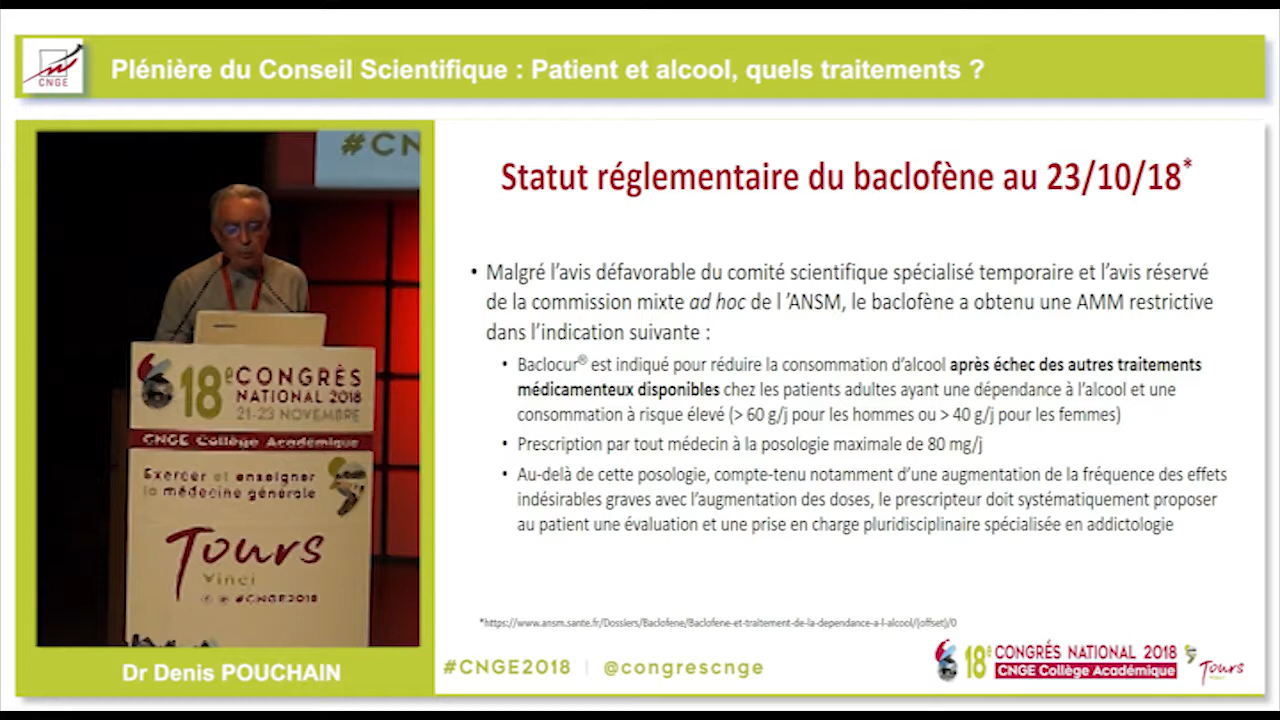 CNGE
Plénière du Conseil Scientifique : Patient et alcool, quels traitements ?
#CN
18e CONGRÈS
NATIONAL 2018
21-23 NOVEMBRE
CNGE Collège Académique
Exercer et enseigner
la médecine générale
Tours
Vinci
#CNGE2018
Dr Denis POUCHAIN
Statut réglementaire du baclofène au 23/10/18*
• Malgré l’avis défavorable du comité scientifique spécialisé temporaire et l’avis réservé
de la commission mixte ad hoc de l ’ANSM, le baclofène a obtenu une AMM restrictive
dans l’indication suivante :
• Baclocur® est indiqué pour réduire la consommation d’alcool après échec des autres traitements
médicamenteux disponibles chez les patients adultes ayant une dépendance à l’alcool et une
consommation à risque élevé (> 60 g/j pour les hommes ou > 40 g/j pour les femmes)
• Prescription par tout médecin à la posologie maximale de 80 mg/j
• Au-delà de cette posologie, compte-tenu notamment d’une augmentation de la fréquence des effets
indésirables graves avec l’augmentation des doses, le prescripteur doit systématiquement proposer
au patient une évaluation et une prise en charge pluridisciplinaire spécialisée en addictologie
*https://www.ansm.sante.fr/Dossiers/Baclofene/Baclofene-et-traitement-de-la-dependance-a-l-alcool/(offset)/0
#CNGE2018 | @congrescnge
18e CONGRÈS NATIONAL 2018
CNGE Collège Académique
Tours